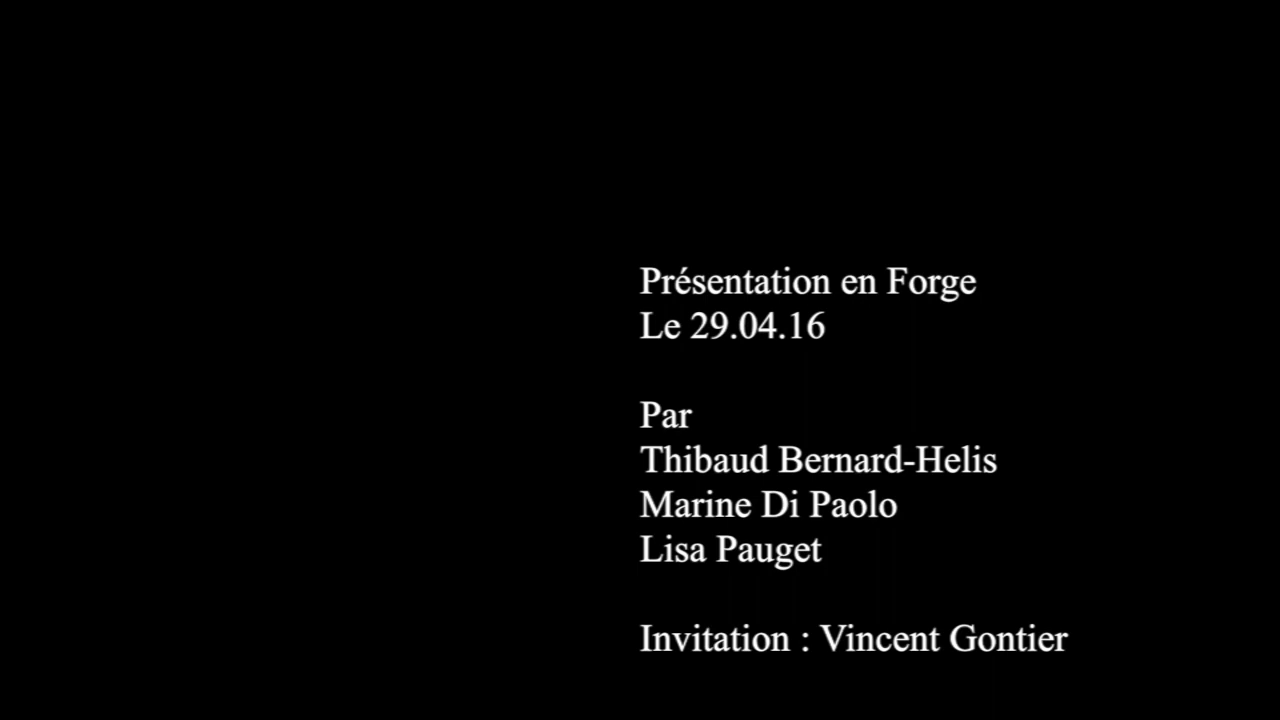 Présentation en Forge
Le 29.04.16
Par
Thibaud Bernard-Helis
Marine Di Paolo
Lisa Pauget
Invitation : Vincent Gontier